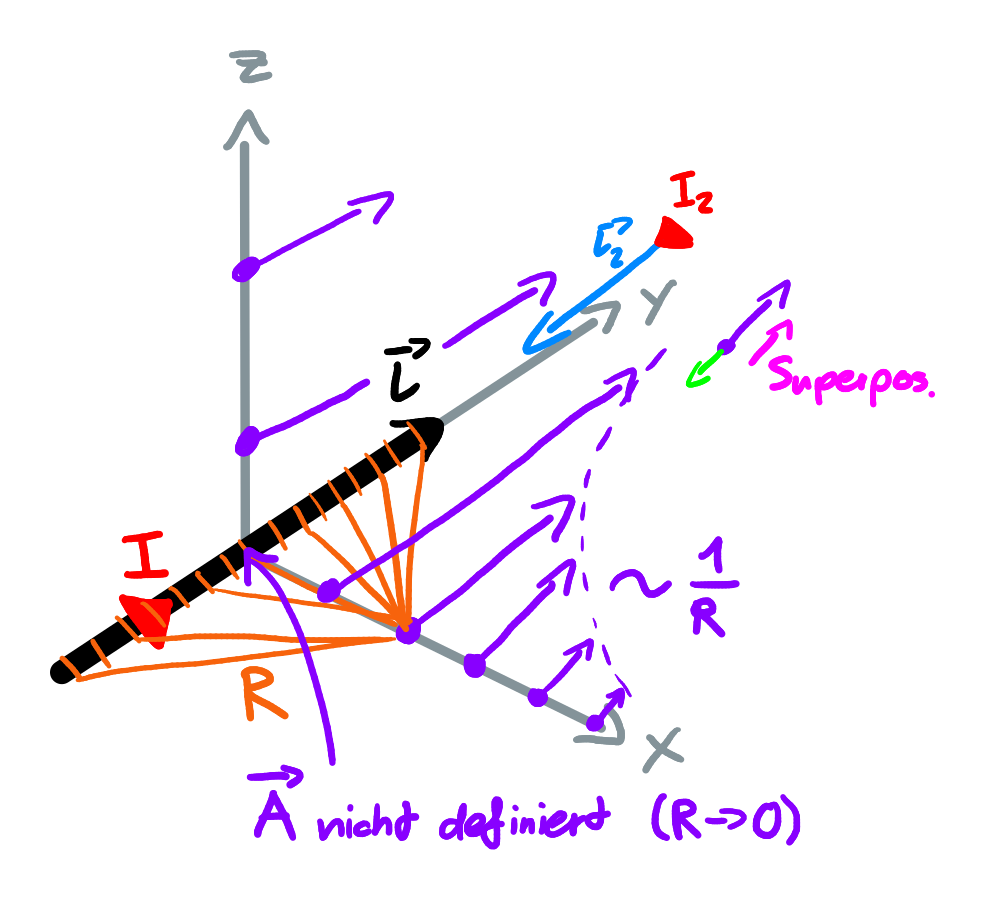 Z
I₂
L⃗₂
Y
L⃗
Superpos.
I
~ 1/R
R
X
A⃗ nicht definiert (R→0)